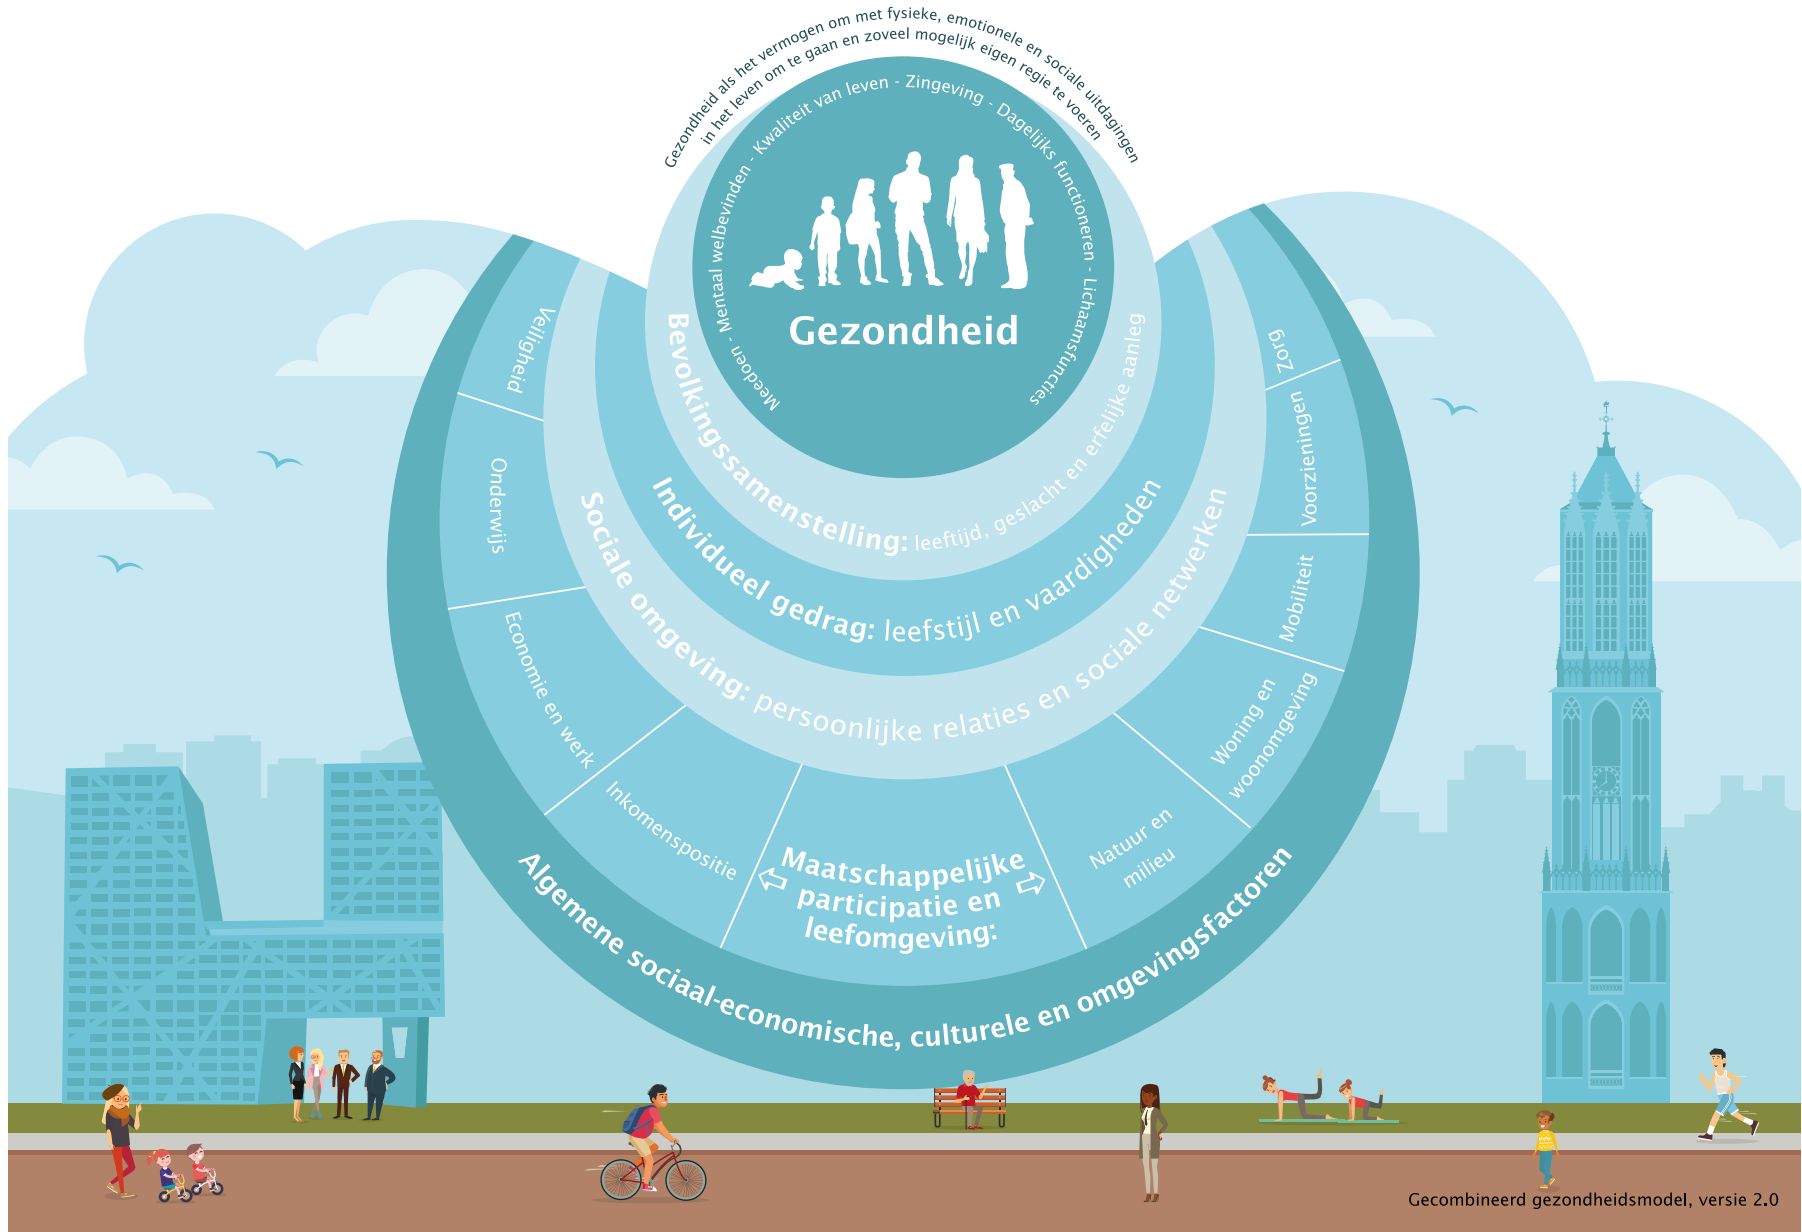 Gezondheid als het vermogen om met fysieke, emotionele en sociale uitdagingen
in het leven om te gaan en zoveel mogelijk eigen regie te voeren
Meedoen - Mentaal welbevinden - Kwaliteit van leven - Zingeving - Dagelijks functioneren - Lichaamsfuncties
Gezondheid
Bevolkingssamenstelling: leeftijd, geslacht en erfelijke aanleg
Individueel gedrag: leefstijl en vaardigheden
Sociale omgeving: persoonlijke relaties en sociale netwerken
Veiligheid
Onderwijs
Economie en werk
Inkomenspositie
Maatschappelijke
participatie en
leefomgeving:
Natuur en
milieu
Woning en
woonomgeving
Mobiliteit
Voorzieningen
Zorg
Algemene sociaal-economische, culturele en omgevingsfactoren
Gecombineerd gezondheidsmodel, versie 2.0